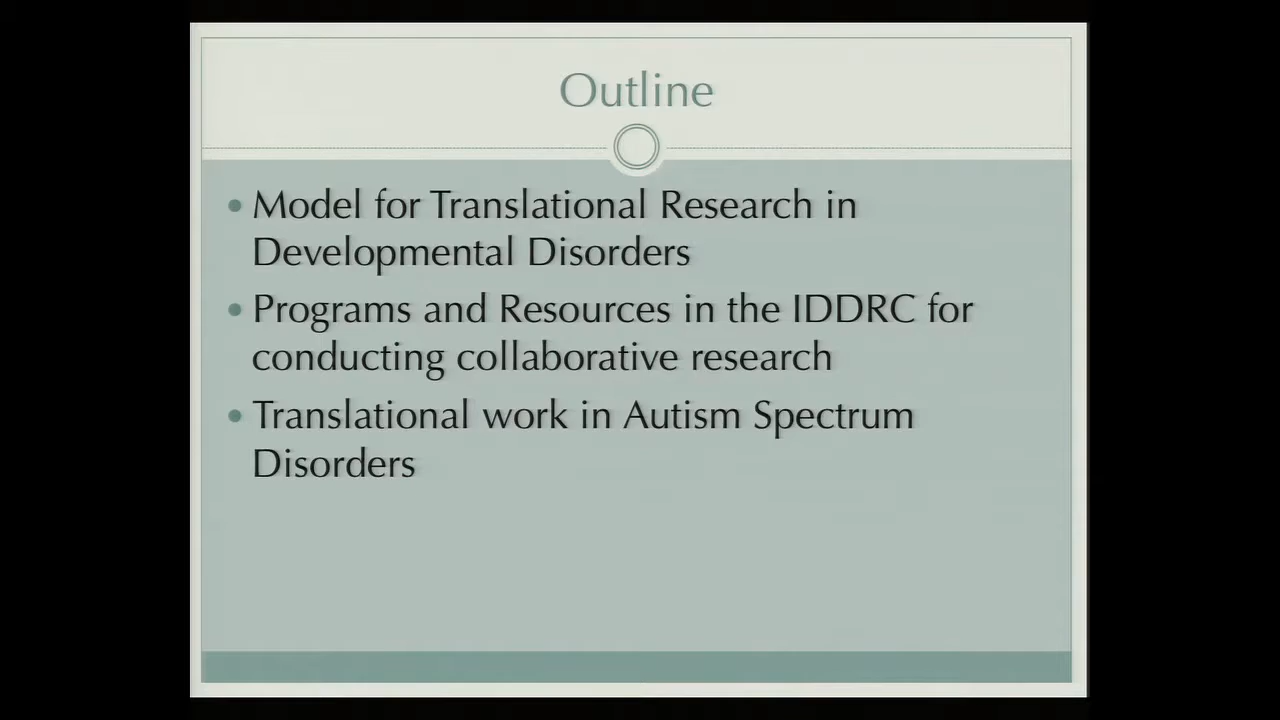 Outline
• Model for Translational Research in
Developmental Disorders
• Programs and Resources in the IDDRC for
conducting collaborative research
• Translational work in Autism Spectrum
Disorders